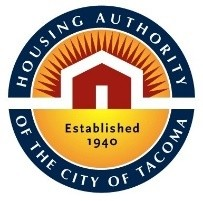 HOUSING AUTHORITY
Established
1940
OF THE CITY OF TACOMA